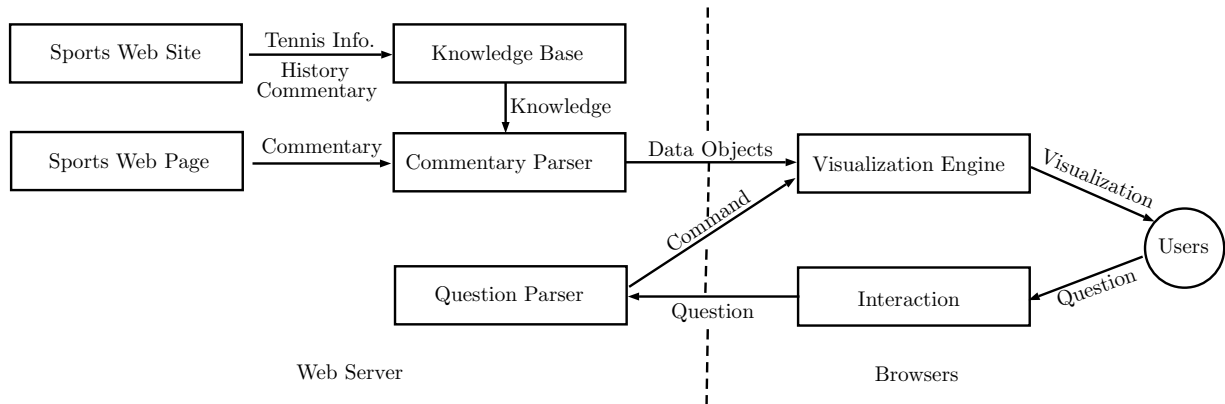 Sports Web Site
Tennis Info.
History
Commentary
Knowledge Base
Knowledge
Sports Web Page
Commentary
Commentary Parser
Data Objects
Visualization Engine
Visualization
Users
Command
Question Parser
Question
Interaction
Question
Web Server
Browsers